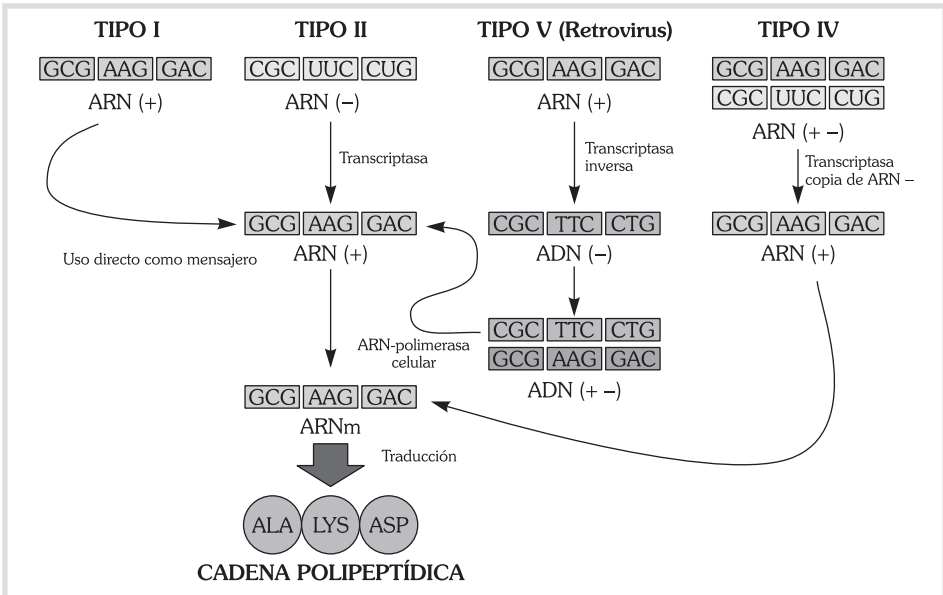 TIPO I
TIPO II
TIPO V (Retrovirus)
TIPO IV
GCG AAG GAC
CGC UUC CUG
GCG AAG GAC
GCG AAG GAC
CGC UUC CUG
ARN (+)
ARN (−)
ARN (+)
ARN (+ −)
Transcriptasa
Transcriptasa
inversa
Transcriptasa
copia de ARN −
GCG AAG GAC
CGC TTC CTG
GCG AAG GAC
Uso directo como mensajero
ARN (+)
ADN (−)
ARN (+)
ARN-polimerasa
celular
CGC TTC CTG
GCG AAG GAC
ADN (+ −)
GCG AAG GAC
ARNm
Traducción
ALA LYS ASP
CADENA POLIPEPTÍDICA